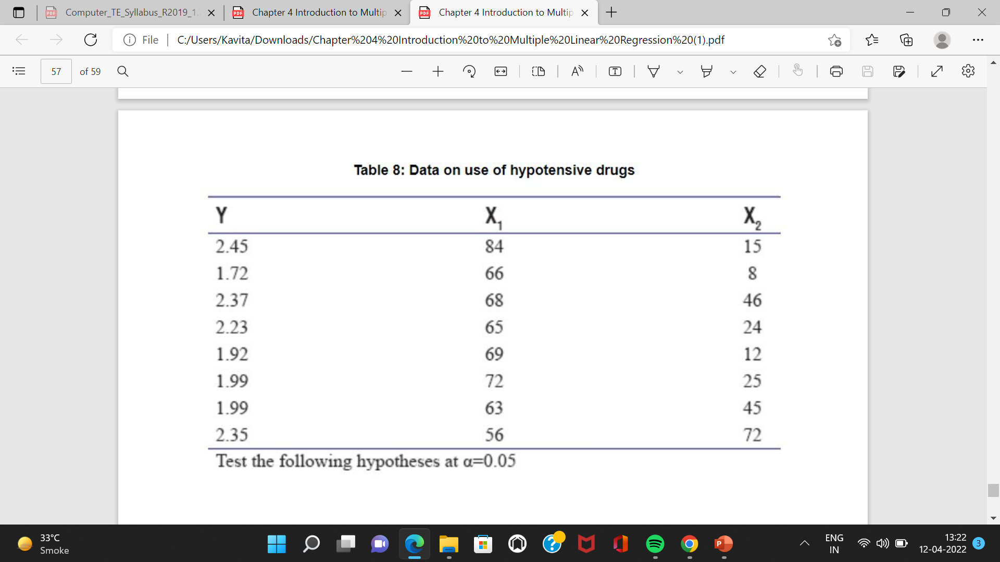 Computer_TE_Syllabus_R2019_1.
Chapter 4 Introduction to Multip
Chapter 4 Introduction to Multip
File
C:/Users/Kavita/Downloads/Chapter%204%20Introduction%20to%20Multiple%20Linear%20Regression%20(1).pdf
57 of 59
Table 8: Data on use of hypotensive drugs
Y X₁ X₂
2.45 84 15
1.72 66 8
2.37 68 46
2.23 65 24
1.92 69 12
1.99 72 25
1.99 63 45
2.35 56 72
Test the following hypotheses at α=0.05
33°C
Smoke
ENG
IN
13:22
12-04-2022
3